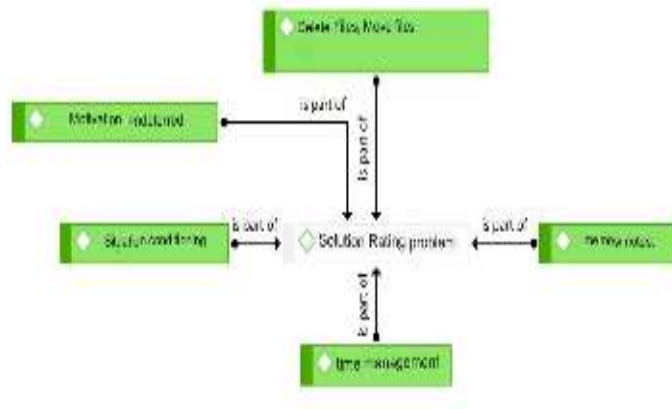 Delete Files, Move files
is part of
Motivation
is part of
is part of
Solution Rating problem
is part of
is part of
time management